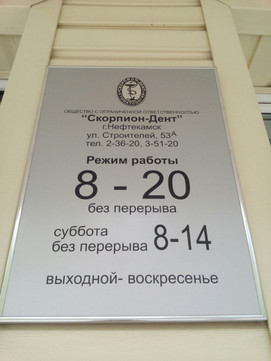 ОБЩЕСТВО С ОГРАНИЧЕННОЙ ОТВЕТСТВЕННОСТЬЮ
"Скорпион-Дент"
г.Нефтекамск
ул. Строителей, 53А
тел. 2-36-20, 3-51-20
Режим работы
8 - 20
без перерыва
суббота
без перерыва 8-14
выходной- воскресенье